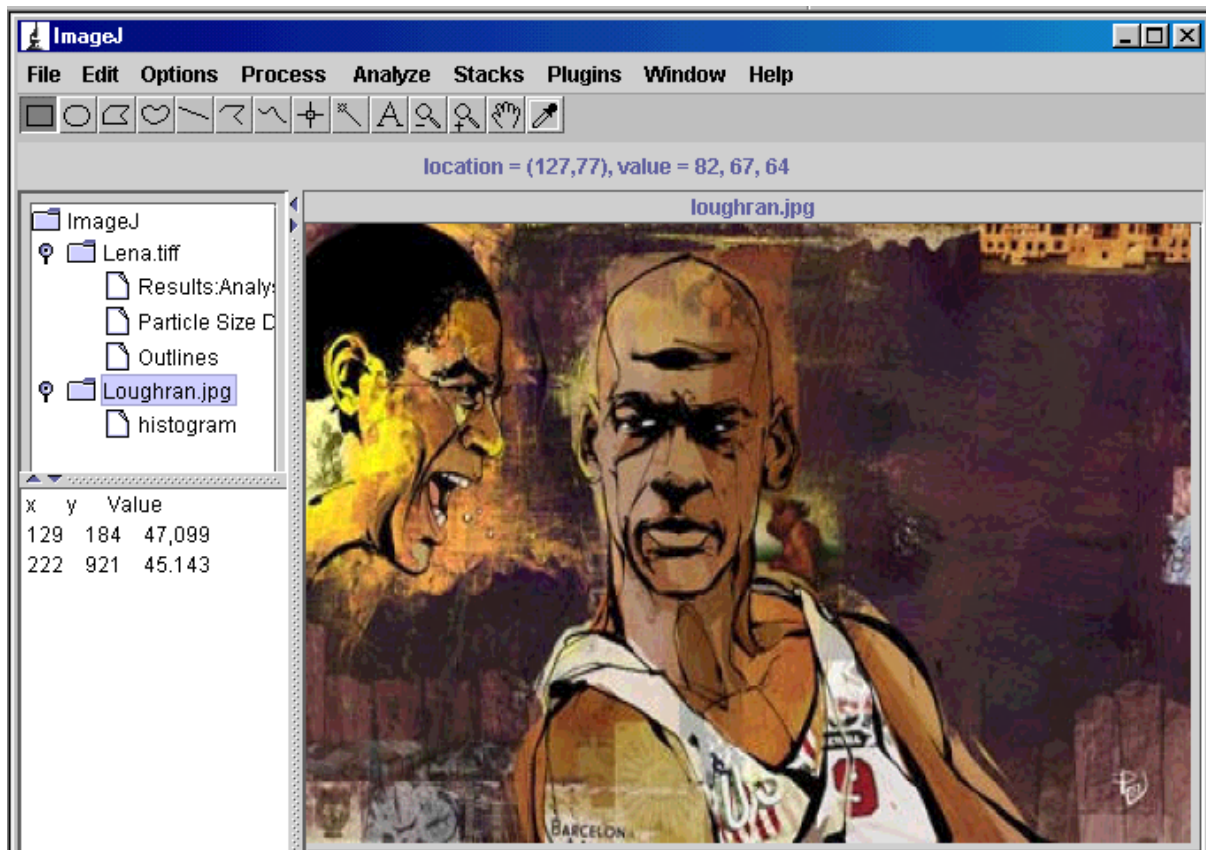 ImageJ
File Edit Options Process Analyze Stacks Plugins Window Help
A
location = (127,77), value = 82, 67, 64
ImageJ
Lena.tiff
Results:Analy
Particle Size D
Outlines
Loughran.jpg
histogram
x y Value
129 184 47,099
222 921 45.143
loughran.jpg
9
BARCELONA